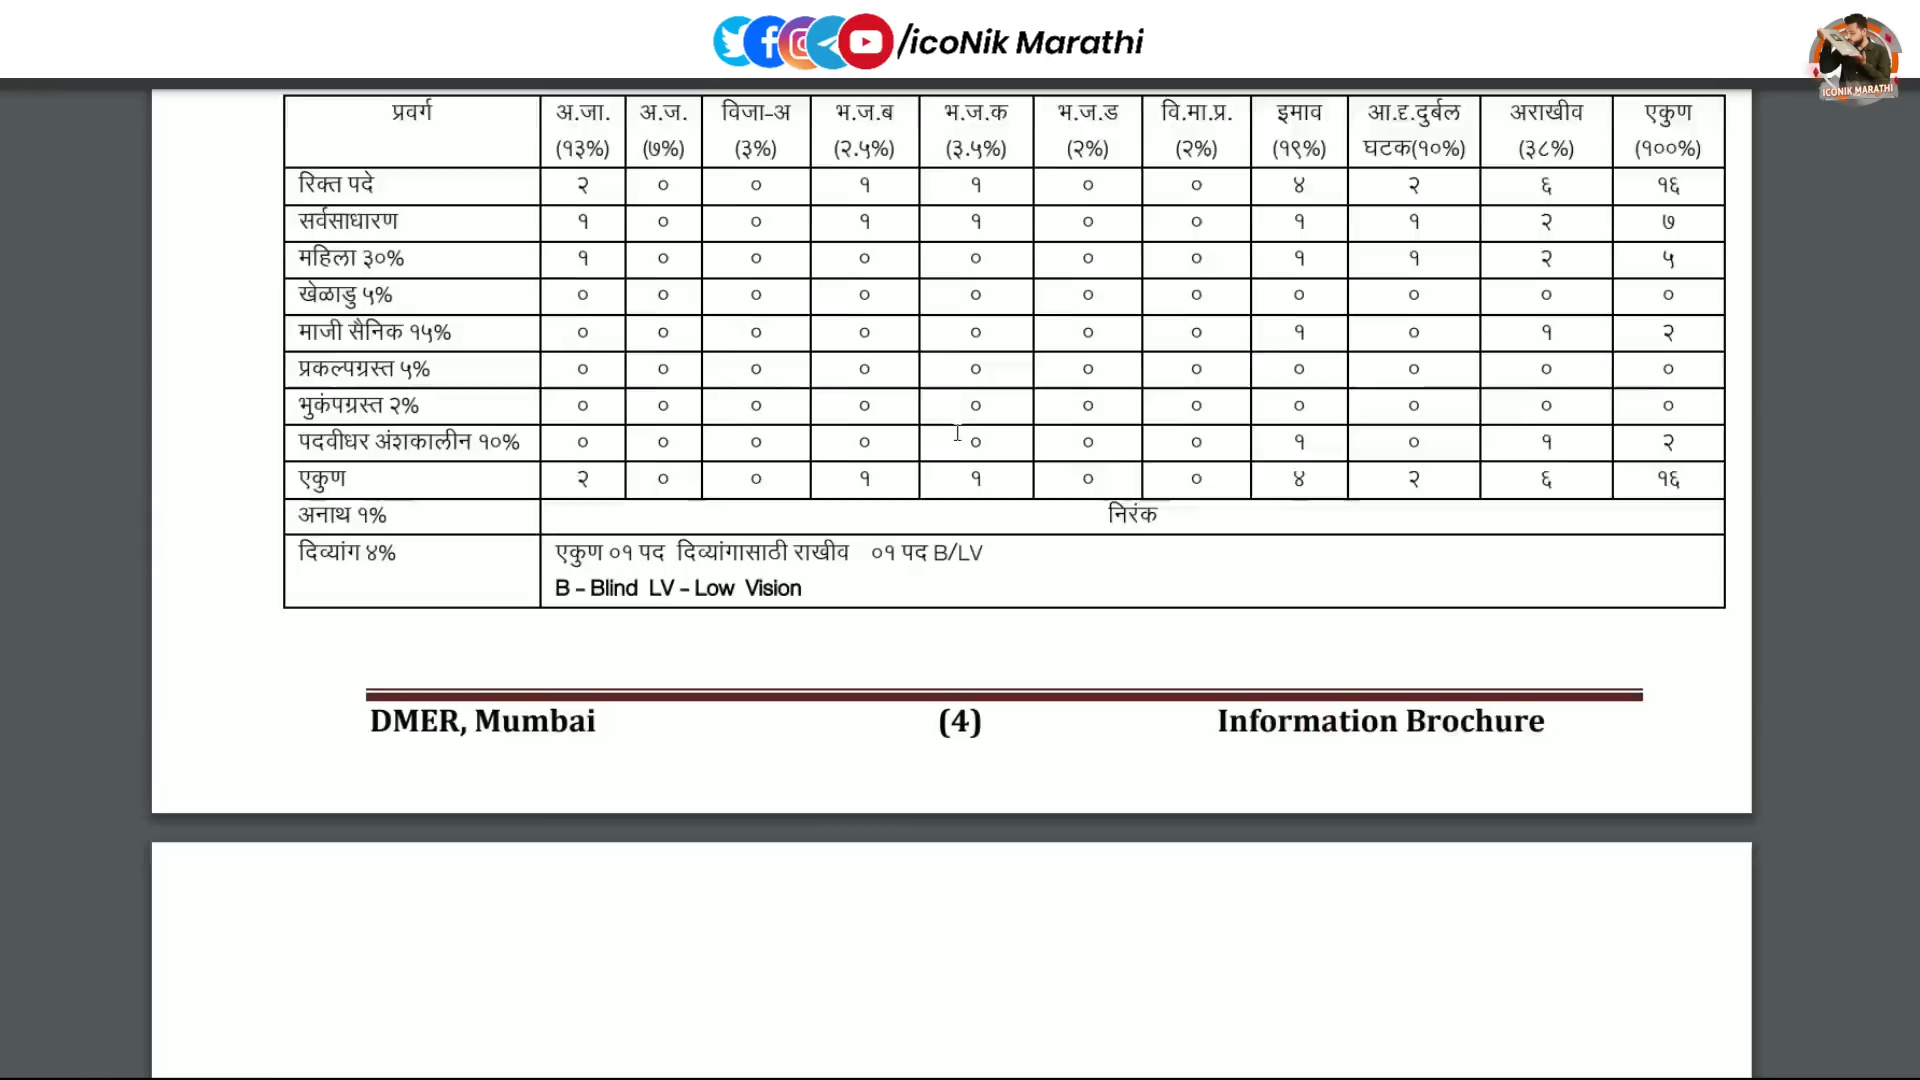 /icoNik Marathi
ICONIK MARATHI
प्रवर्ग अ.जा. अ.ज. विजा-अ भ.ज.ब भ.ज.क भ.ज.ड वि.मा.प्र. इमाव आ.दृ.दुर्बल अराखीव एकुण
(१३%) (७%) (३%) (२.५%) (३.५%) (२%) (२%) (१९%) घटक(१०%) (३८%) (१००%)
रिक्त पदे २ ० ० १ १ ० ० ४ २ ६ १६
सर्वसाधारण १ ० ० १ १ ० ० १ १ २ ७
महिला ३०% १ ० ० ० ० ० ० १ १ २ ५
खेळाडु ५% ० ० ० ० ० ० ० ० ० ० ०
माजी सैनिक १५% ० ० ० ० ० ० ० १ ० १ २
प्रकल्पग्रस्त ५% ० ० ० ० ० ० ० ० ० ० ०
भुकंपग्रस्त २% ० ० ० ० ० ० ० ० ० ० ०
पदवीधर अंशकालीन १०% ० ० ० ० ० ० ० १ ० १ २
एकुण २ ० ० १ १ ० ० ४ २ ६ १६
अनाथ १% निरंक
दिव्यांग ४% एकुण ०१ पद दिव्यांगासाठी राखीव ०१ पद B/LV
B – Blind LV – Low Vision
DMER, Mumbai (4) Information Brochure